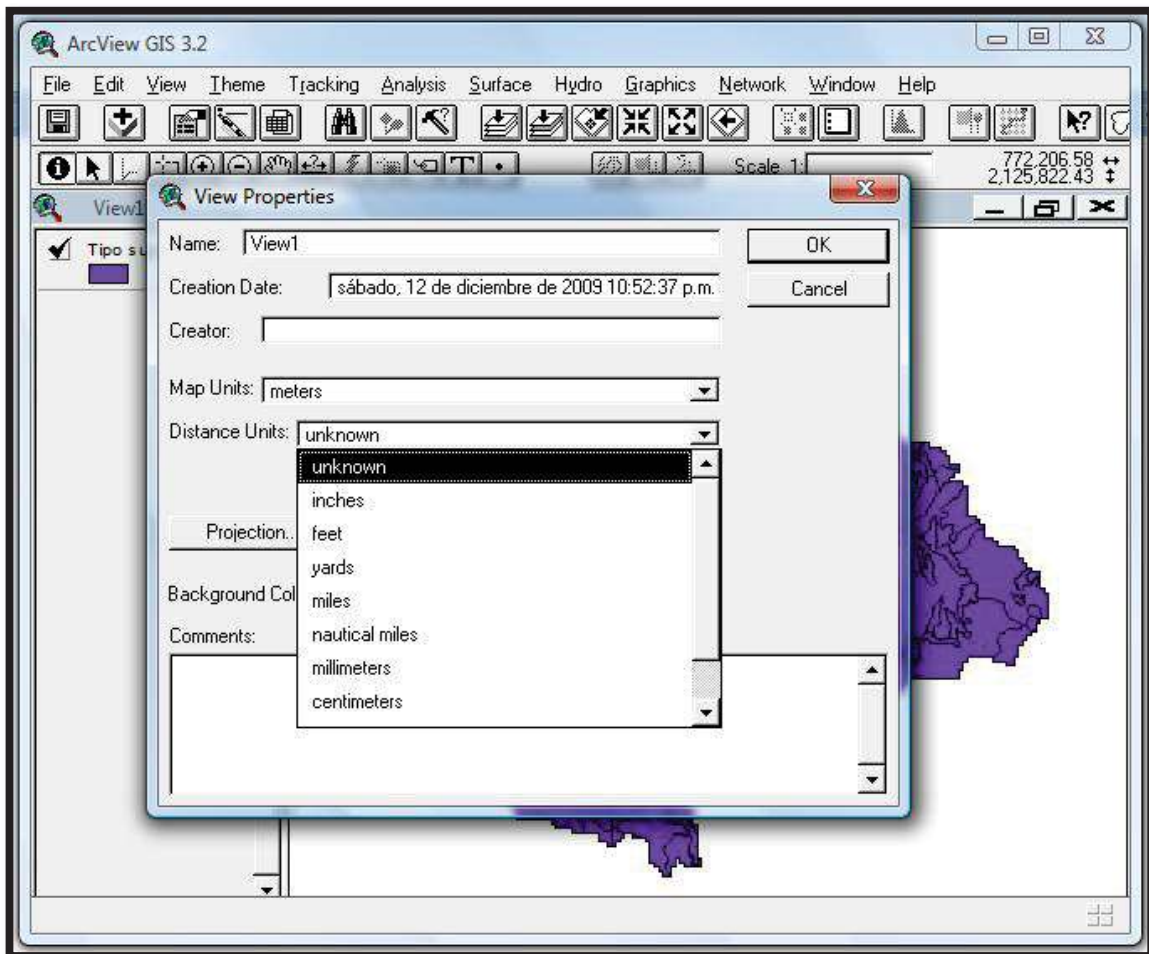 ArcView GIS 3.2
File Edit View Theme Tracking Analysis Surface Hydro Graphics Network Window Help
Scale 1:
772,206.58
2,125,822.43
View1
Tipo su
View Properties
Name: View1
OK
Creation Date: sábado, 12 de diciembre de 2009 10:52:37 p.m.
Cancel
Creator:
Map Units: meters
Distance Units: unknown
unknown
inches
feet
yards
miles
nautical miles
millimeters
centimeters
Projection..
Background Col
Comments: